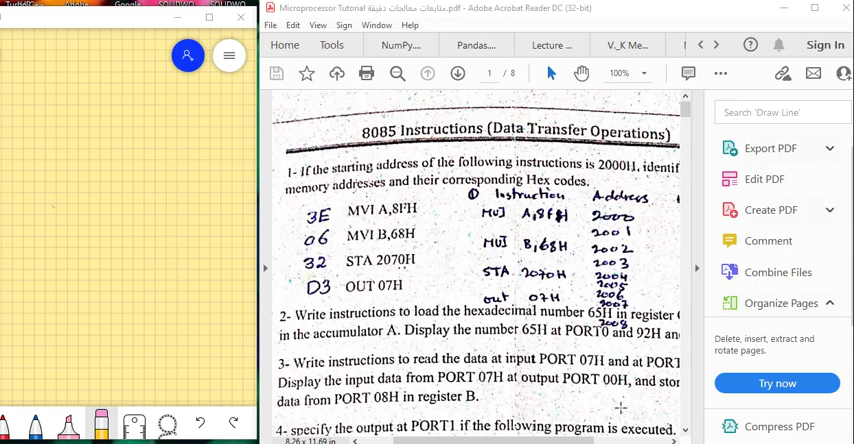 Microprocessor Tutorial متابعات معالجات دقيقة.pdf - Adobe Acrobat Reader DC (32-bit)
File Edit View Sign Window Help
Home Tools NumPy.... Pandas.... Lecture ... V._K Me... Sign In
1 / 8 100%
8085 Instructions (Data Transfer Operations)
1- If the starting address of the following instructions is 2000H, identif
memory addresses and their corresponding Hex codes.
① Instruction Address
3E MVI A,8FH MVI A,8FH 2000
2001
06 MVI B,68H MVI B,68H 2002
2003
32 STA 2070H STA 2070H 2004
2005
D3 OUT 07H out 07H 2006
2007
2008
2- Write instructions to load the hexadecimal number 65H in register
in the accumulator A. Display the number 65H at PORT0 and 92H an
3- Write instructions to read the data at input PORT 07H and at PORT
Display the input data from PORT 07H at output PORT 00H, and stor
data from PORT 08H in register B.
4- specify the output at PORT1 if the following program is executed.
8.26 x 11.69 in
Search 'Draw Line'
Export PDF
Edit PDF
Create PDF
Comment
Combine Files
Organize Pages
Delete, insert, extract and
rotate pages.
Try now
Compress PDF